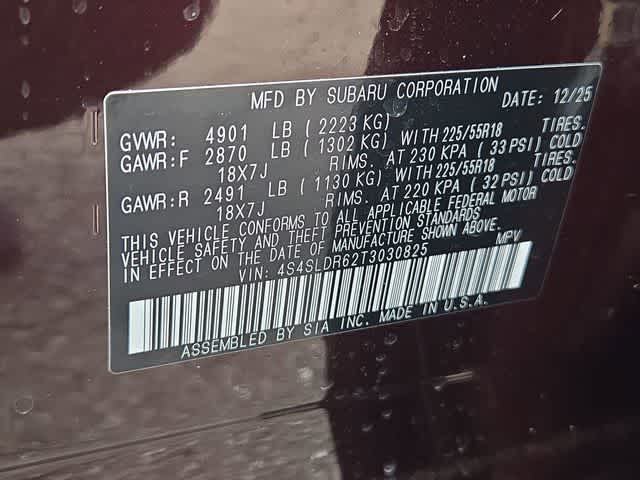 MFD BY SUBARU CORPORATION DATE: 12/25
GVWR: 4901 LB (2223 KG)
GAWR:F 2870 LB (1302 KG) WITH 225/55R18 TIRES.
18X7J RIMS. AT 230 KPA (33 PSI) COLD
GAWR:R 2491 LB (1130 KG) WITH 225/55R18 TIRES.
18X7J RIMS. AT 220 KPA (32 PSI) COLD
THIS VEHICLE CONFORMS TO ALL APPLICABLE FEDERAL MOTOR
VEHICLE SAFETY AND THEFT PREVENTION STANDARDS
IN EFFECT ON THE DATE OF MANUFACTURE SHOWN ABOVE.
VIN: 4S4SLDR62T3030825 MPV
ASSEMBLED BY SIA INC. MADE IN U.S.A.